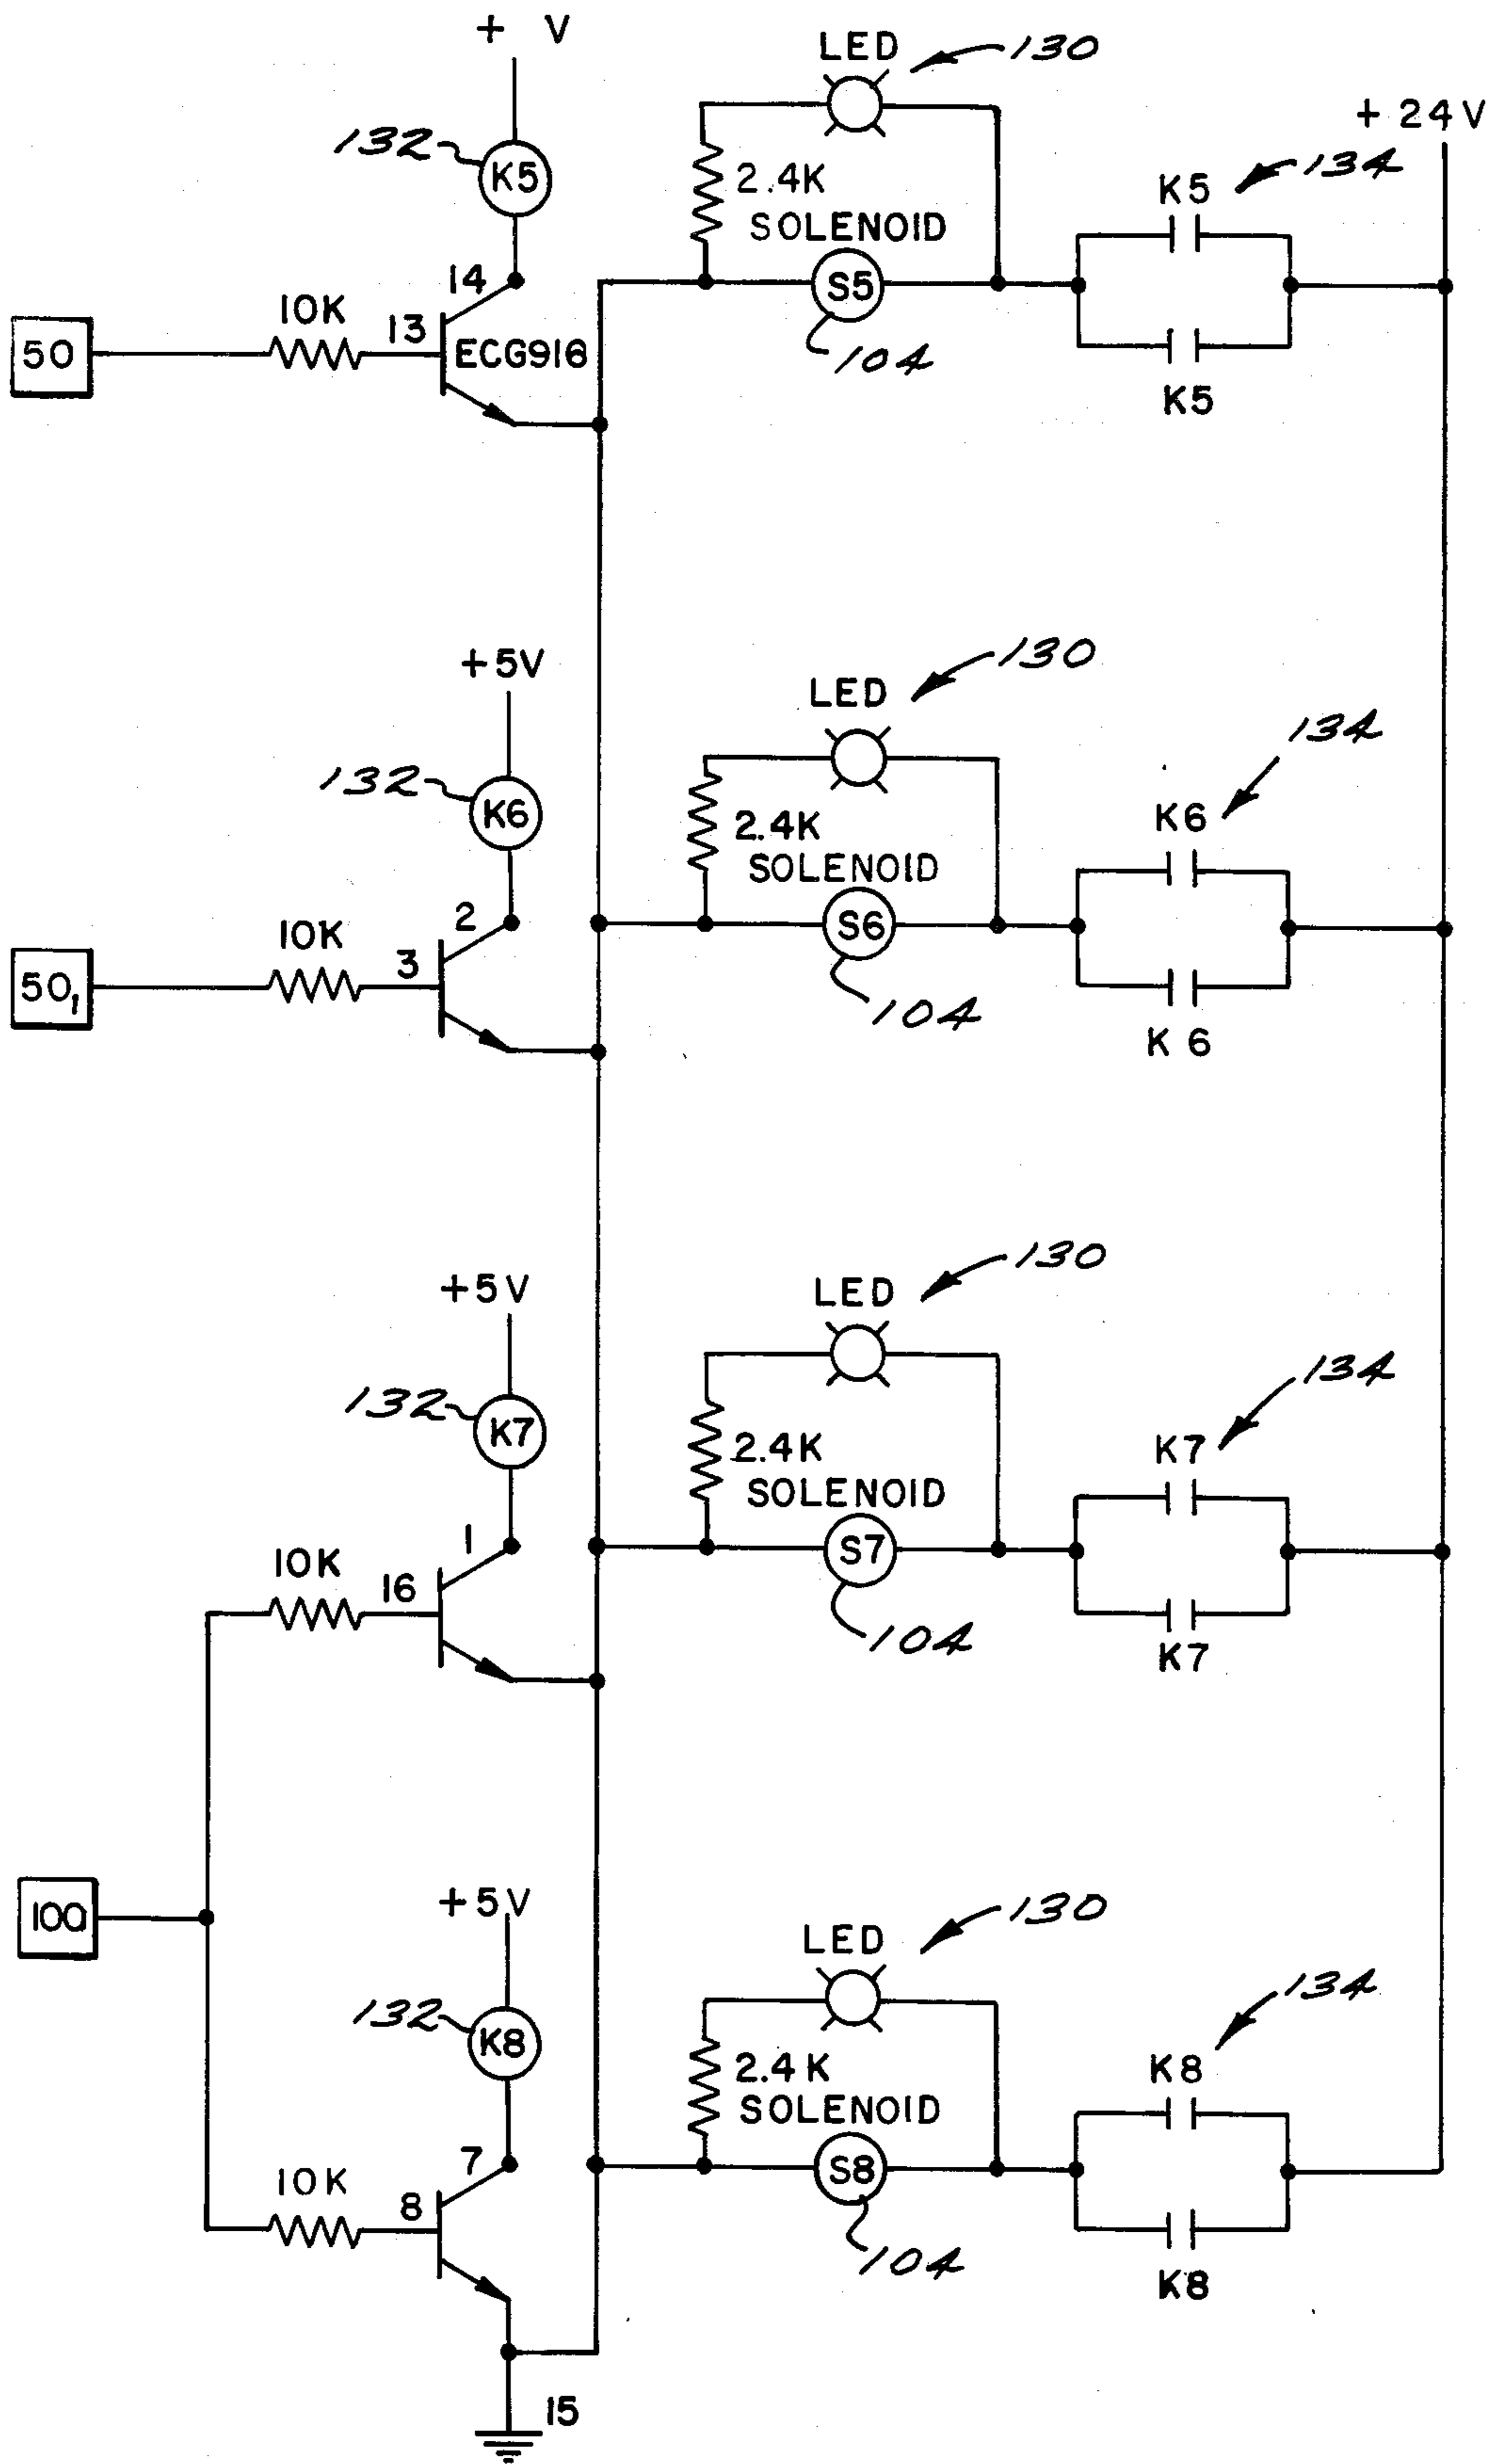 + V
LED
130
+ 24V
132
K5
2.4K
K5
134
SOLENOID
14
S5
10K
13
50
ECG916
104
K5
+5V
LED
130
134
132
K6
2.4K
K6
SOLENOID
2
S6
10K
3
50,
104
K 6
+5V
LED
130
134
132
K7
2.4K
K7
SOLENOID
1
S7
10K
16
104
K7
100
+5V
LED
130
134
132
K8
2.4K
K8
SOLENOID
7
S8
10K
8
104
K8
15